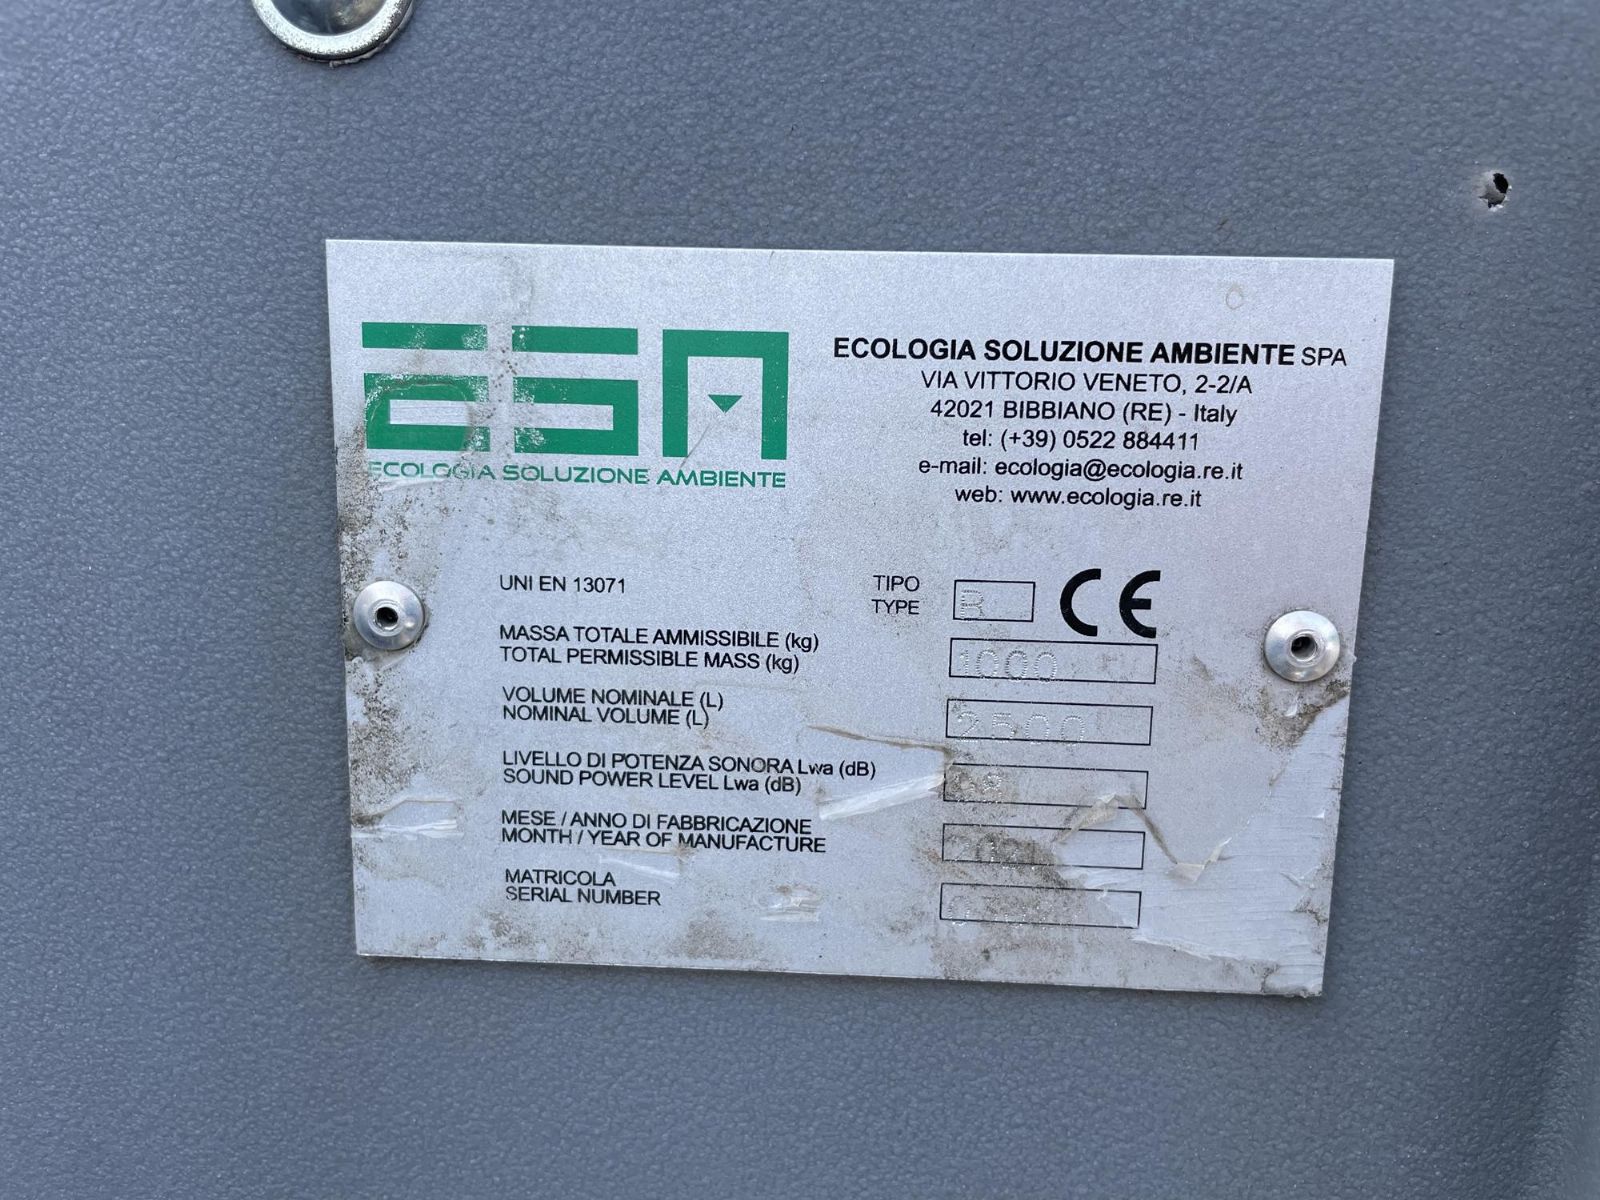 ESA
ECOLOGIA SOLUZIONE AMBIENTE
ECOLOGIA SOLUZIONE AMBIENTE SPA
VIA VITTORIO VENETO, 2-2/A
42021 BIBBIANO (RE) - Italy
tel: (+39) 0522 884411
e-mail: ecologia@ecologia.re.it
web: www.ecologia.re.it
UNI EN 13071
TIPO
TYPE R CE
MASSA TOTALE AMMISSIBILE (kg)
TOTAL PERMISSIBLE MASS (kg) 1000
VOLUME NOMINALE (L)
NOMINAL VOLUME (L) 2500
LIVELLO DI POTENZA SONORA Lwa (dB)
SOUND POWER LEVEL Lwa (dB)
MESE / ANNO DI FABBRICAZIONE
MONTH / YEAR OF MANUFACTURE 2021
MATRICOLA
SERIAL NUMBER